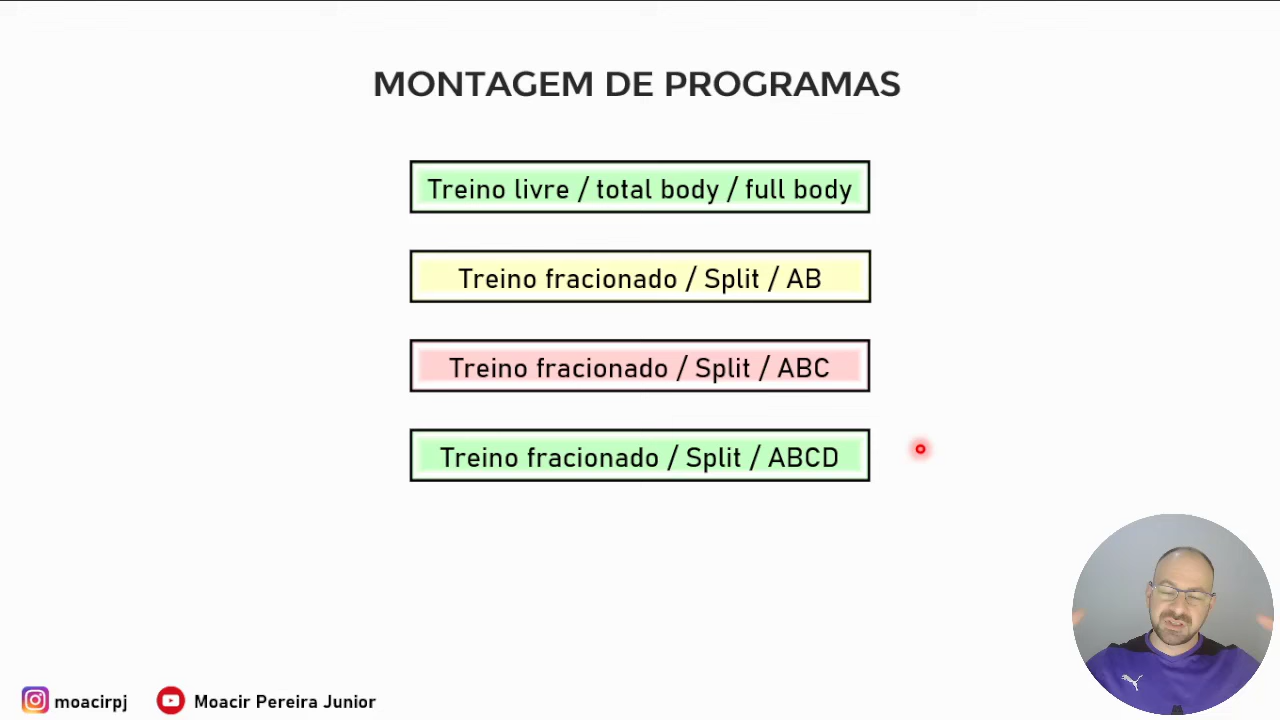 MONTAGEM DE PROGRAMAS
Treino livre / total body / full body
Treino fracionado / Split / AB
Treino fracionado / Split / ABC
Treino fracionado / Split / ABCD
moacirpj
Moacir Pereira Junior